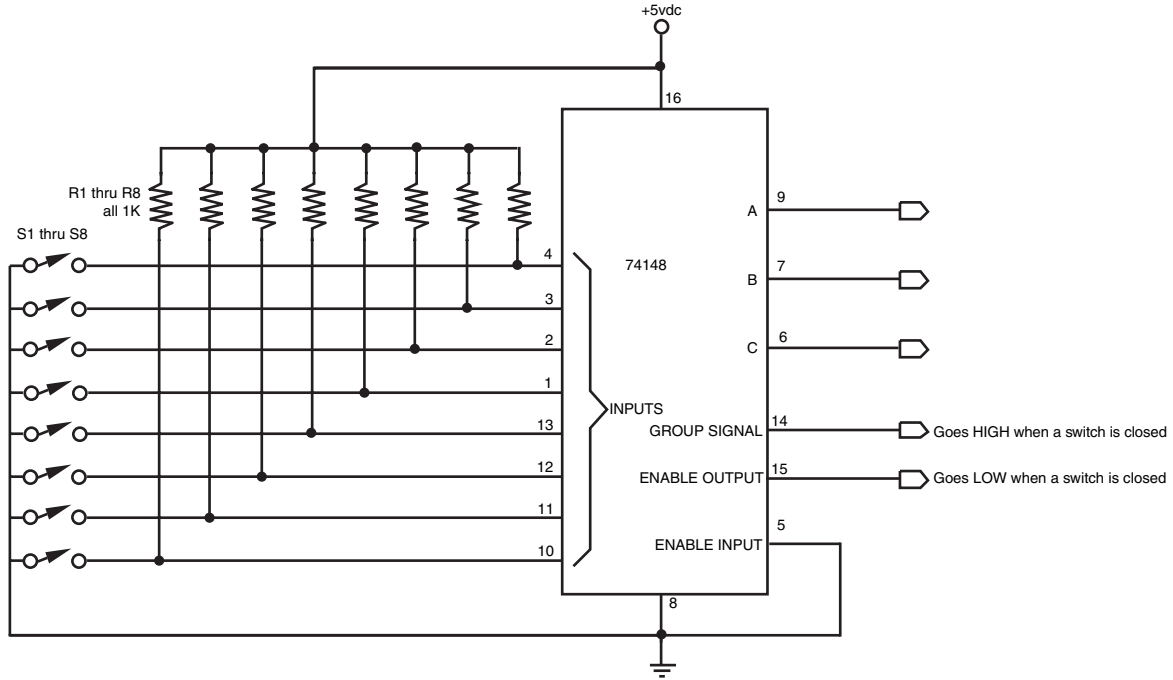 +5vdc
16
R1 thru R8
all 1K
S1 thru S8
74148
A
9
B
7
C
6
4
3
2
1
13
12
11
10
INPUTS
GROUP SIGNAL
14
Goes HIGH when a switch is closed
ENABLE OUTPUT
15
Goes LOW when a switch is closed
ENABLE INPUT
5
8